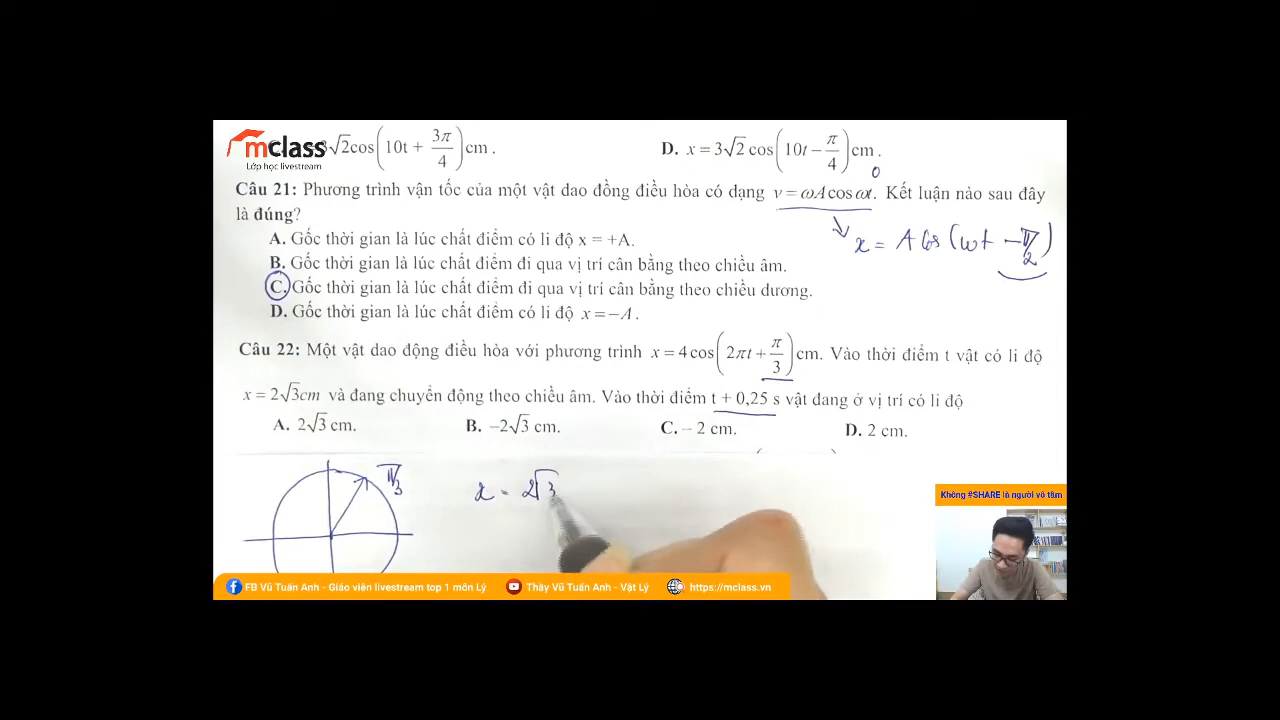 mclass
Lớp học livestream
√2cos(10t + 3π/4)cm .
D. x = 3√2 cos(10t − π/4)cm .
0
Câu 21: Phương trình vận tốc của một vật dao đồng điều hòa có dạng v = ωA cos ωt. Kết luận nào sau đây
là đúng?
A. Gốc thời gian là lúc chất điểm có li độ x = +A.
x = A cos(ωt − π/2)
B. Gốc thời gian là lúc chất điểm đi qua vị trí cân bằng theo chiều âm.
C. Gốc thời gian là lúc chất điểm đi qua vị trí cân bằng theo chiều dương.
D. Gốc thời gian là lúc chất điểm có li độ x = −A .
Câu 22: Một vật dao động điều hòa với phương trình x = 4cos(2πt + π/3)cm. Vào thời điểm t vật có li độ
x = 2√3cm và đang chuyển động theo chiều âm. Vào thời điểm t + 0,25 s vật đang ở vị trí có li độ
A. 2√3 cm.
B. −2√3 cm.
C. – 2 cm.
D. 2 cm.
π/3
x = 2√3
Không #SHARE là người vô tâm
FB Vũ Tuấn Anh - Giáo viên livestream top 1 môn Lý
Thầy Vũ Tuấn Anh - Vật Lý
https://mclass.vn